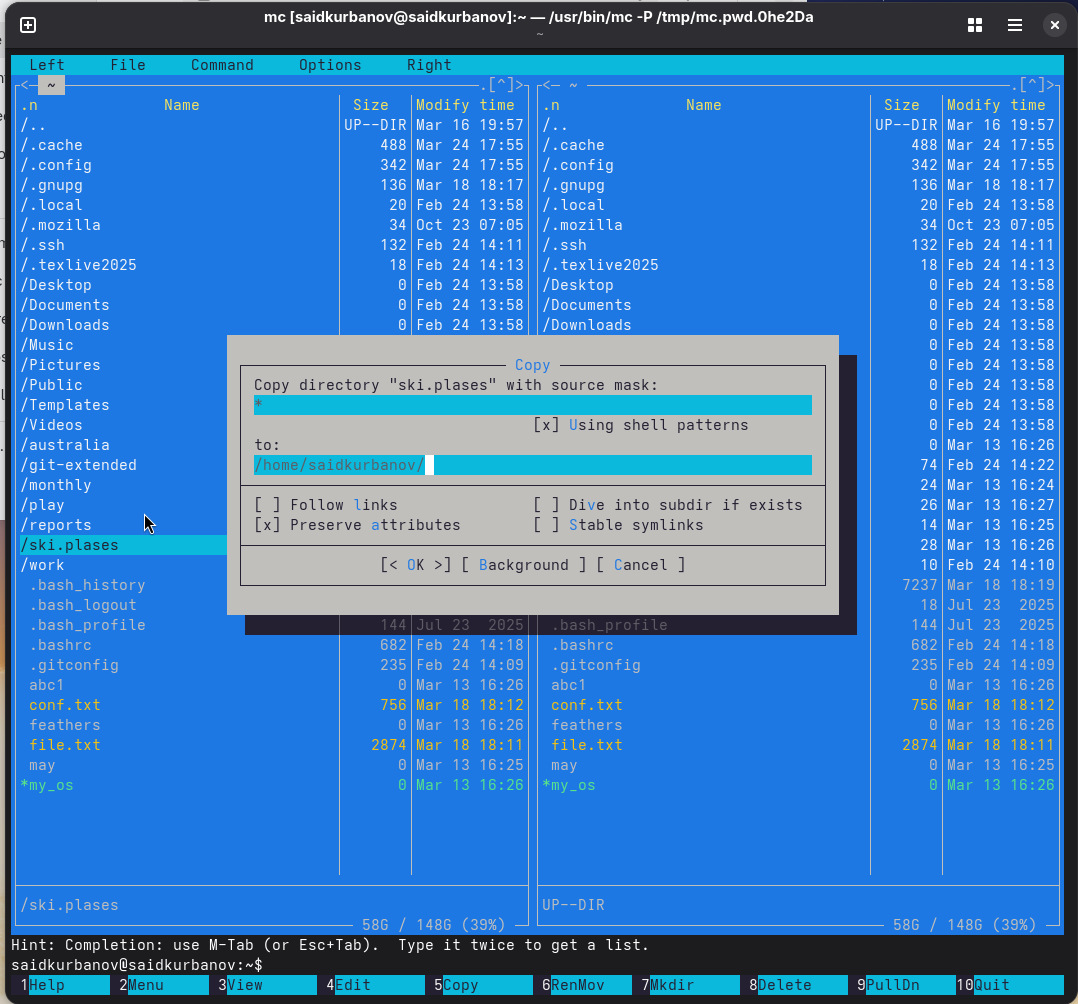 mc [saidkurbanov@saidkurbanov]:~ — /usr/bin/mc -P /tmp/mc.pwd.0he2Da
~
Left File Command Options Right
<─ ~ ─.[^]>
.n Name Size Modify time
/.. UP--DIR Mar 16 19:57
/.cache 488 Mar 24 17:55
/.config 342 Mar 24 17:55
/.gnupg 136 Mar 18 18:17
/.local 20 Feb 24 13:58
/.mozilla 34 Oct 23 07:05
/.ssh 132 Feb 24 14:11
/.texlive2025 18 Feb 24 14:13
/Desktop 0 Feb 24 13:58
/Documents 0 Feb 24 13:58
/Downloads 0 Feb 24 13:58
/Music
/Pictures
/Public
/Templates
/Videos
/australia
/git-extended
/monthly
/play
/reports
/ski.plases
/work
.bash_history
.bash_logout
.bash_profile 144 Jul 23 2025
.bashrc 682 Feb 24 14:18
.gitconfig 235 Feb 24 14:09
abc1 0 Mar 13 16:26
conf.txt 756 Mar 18 18:12
feathers 0 Mar 13 16:26
file.txt 2874 Mar 18 18:11
may 0 Mar 13 16:25
*my_os 0 Mar 13 16:26
/ski.plases
58G / 148G (39%)
<─ ~ ─.[^]>
.n Name Size Modify time
/.. UP--DIR Mar 16 19:57
/.cache 488 Mar 24 17:55
/.config 342 Mar 24 17:55
/.gnupg 136 Mar 18 18:17
/.local 20 Feb 24 13:58
/.mozilla 34 Oct 23 07:05
/.ssh 132 Feb 24 14:11
/.texlive2025 18 Feb 24 14:13
/Desktop 0 Feb 24 13:58
/Documents 0 Feb 24 13:58
/Downloads 0 Feb 24 13:58
0 Feb 24 13:58
0 Feb 24 13:58
0 Feb 24 13:58
0 Feb 24 13:58
0 Feb 24 13:58
0 Mar 13 16:26
74 Feb 24 14:22
24 Mar 13 16:24
26 Mar 13 16:27
14 Mar 13 16:25
28 Mar 13 16:26
10 Feb 24 14:10
7237 Mar 18 18:19
18 Jul 23 2025
.bash_profile 144 Jul 23 2025
.bashrc 682 Feb 24 14:18
.gitconfig 235 Feb 24 14:09
abc1 0 Mar 13 16:26
conf.txt 756 Mar 18 18:12
feathers 0 Mar 13 16:26
file.txt 2874 Mar 18 18:11
may 0 Mar 13 16:25
*my_os 0 Mar 13 16:26
UP--DIR
58G / 148G (39%)
Copy
Copy directory "ski.plases" with source mask:
*
[x] Using shell patterns
to:
/home/saidkurbanov/
[ ] Follow links [ ] Dive into subdir if exists
[x] Preserve attributes [ ] Stable symlinks
[< OK >] [ Background ] [ Cancel ]
Hint: Completion: use M-Tab (or Esc+Tab). Type it twice to get a list.
saidkurbanov@saidkurbanov:~$
1Help 2Menu 3View 4Edit 5Copy 6RenMov 7Mkdir 8Delete 9PullDn 10Quit